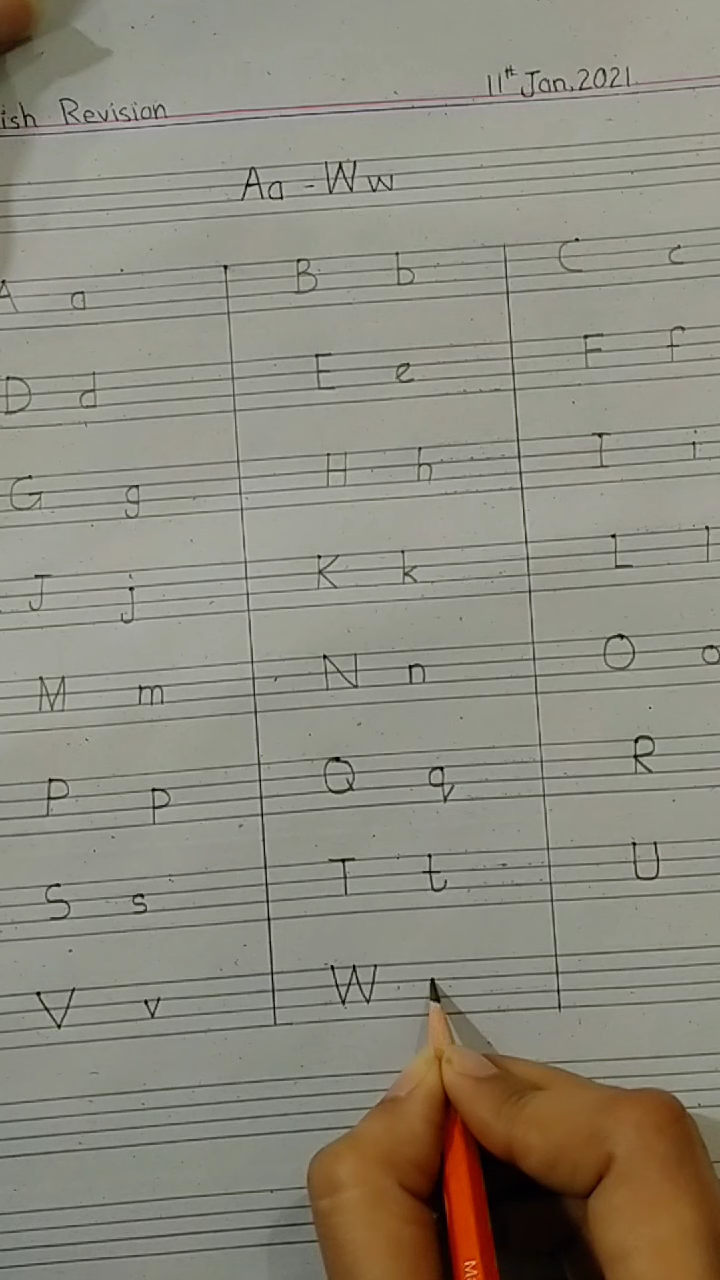 ish Revision 11th Jan. 2021
Aa - Ww
A a B b C c
D d E e F f
G g H h I i
J j K k L l
M m N n O o
P p Q q R
S s T t U
V v W